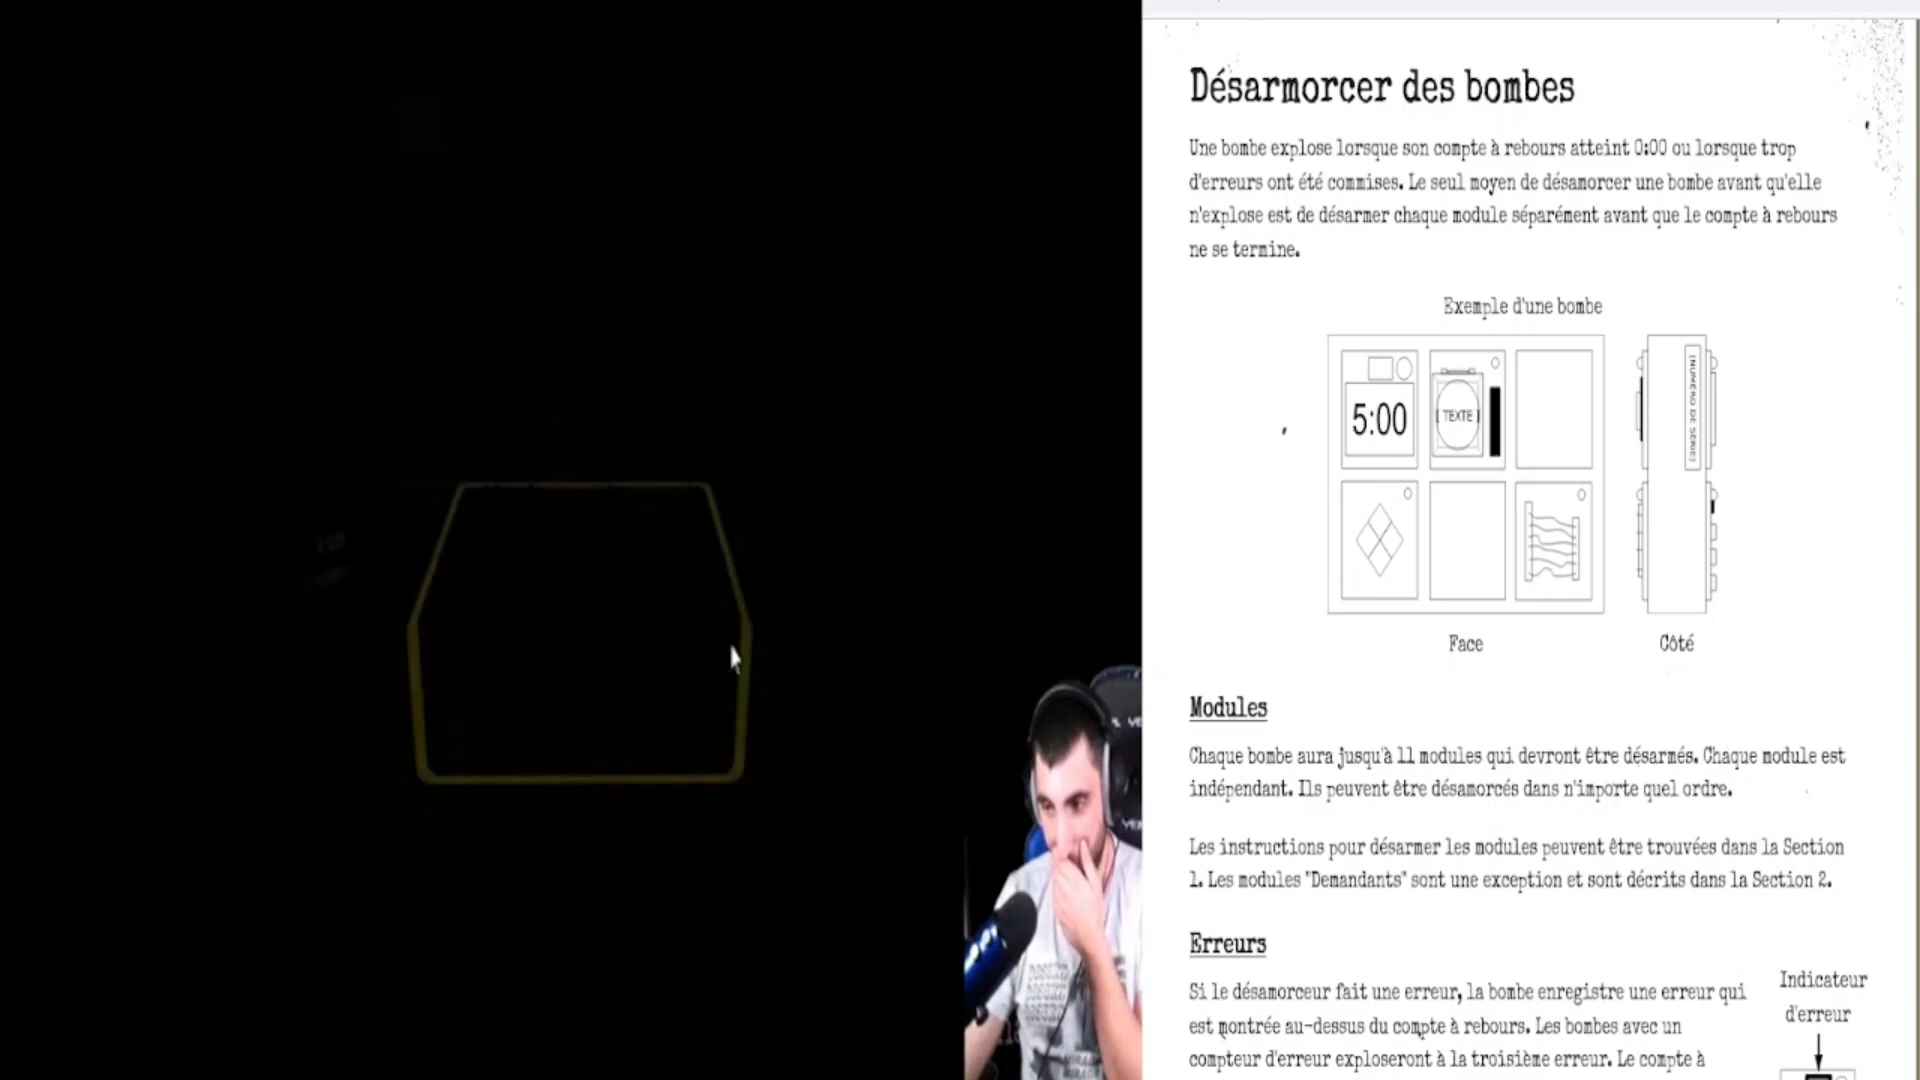 Désarmorcer des bombes
Une bombe explose lorsque son compte à rebours atteint 0:00 ou lorsque trop
d'erreurs ont été commises. Le seul moyen de désamorcer une bombe avant qu'elle
n'explose est de désarmer chaque module séparément avant que le compte à rebours
ne se termine.
Exemple d'une bombe
5:00
TEXTE
[NUMÉRO DE SÉRIE]
Face
Côté
Modules
Chaque bombe aura jusqu'à 11 modules qui devront être désarmés. Chaque module est
indépendant. Ils peuvent être désamorcés dans n'importe quel ordre.
Les instructions pour désarmer les modules peuvent être trouvées dans la Section
1. Les modules "Demandants" sont une exception et sont décrits dans la Section 2.
Erreurs
Si le désamorceur fait une erreur, la bombe enregistre une erreur qui
est montrée au-dessus du compte à rebours. Les bombes avec un
compteur d'erreur exploseront à la troisième erreur. Le compte à
Indicateur
d'erreur